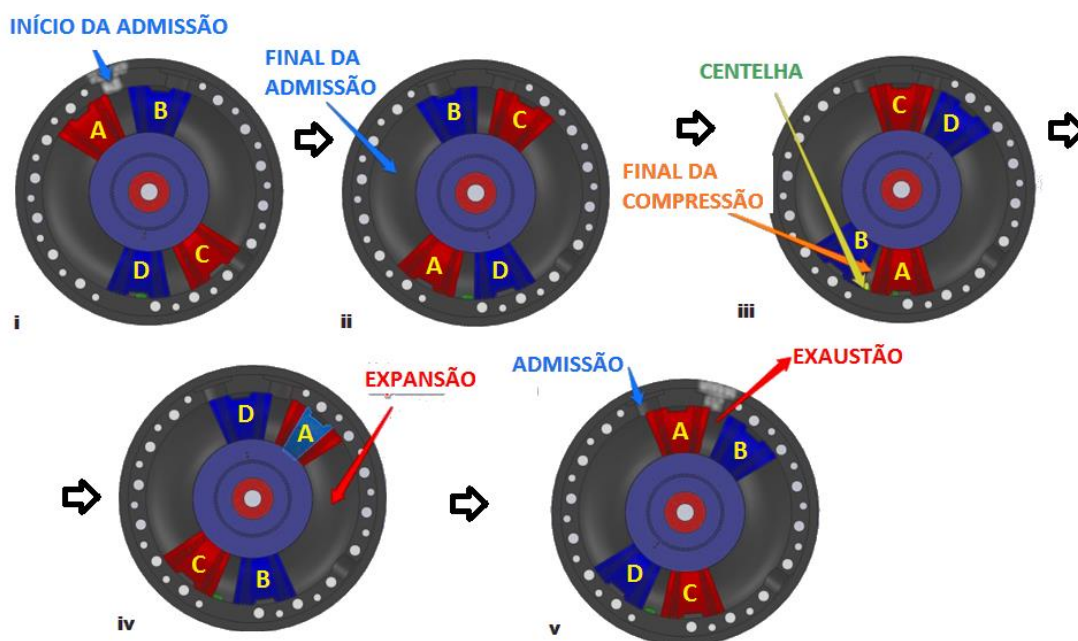 INÍCIO DA ADMISSÃO
A
B
C
D
i
FINAL DA
ADMISSÃO
B
C
A
D
ii
CENTELHA
FINAL DA
COMPRESSÃO
C
D
B
A
iii
EXPANSÃO
D
A
C
B
iv
ADMISSÃO
EXAUSTÃO
A
B
D
C
v